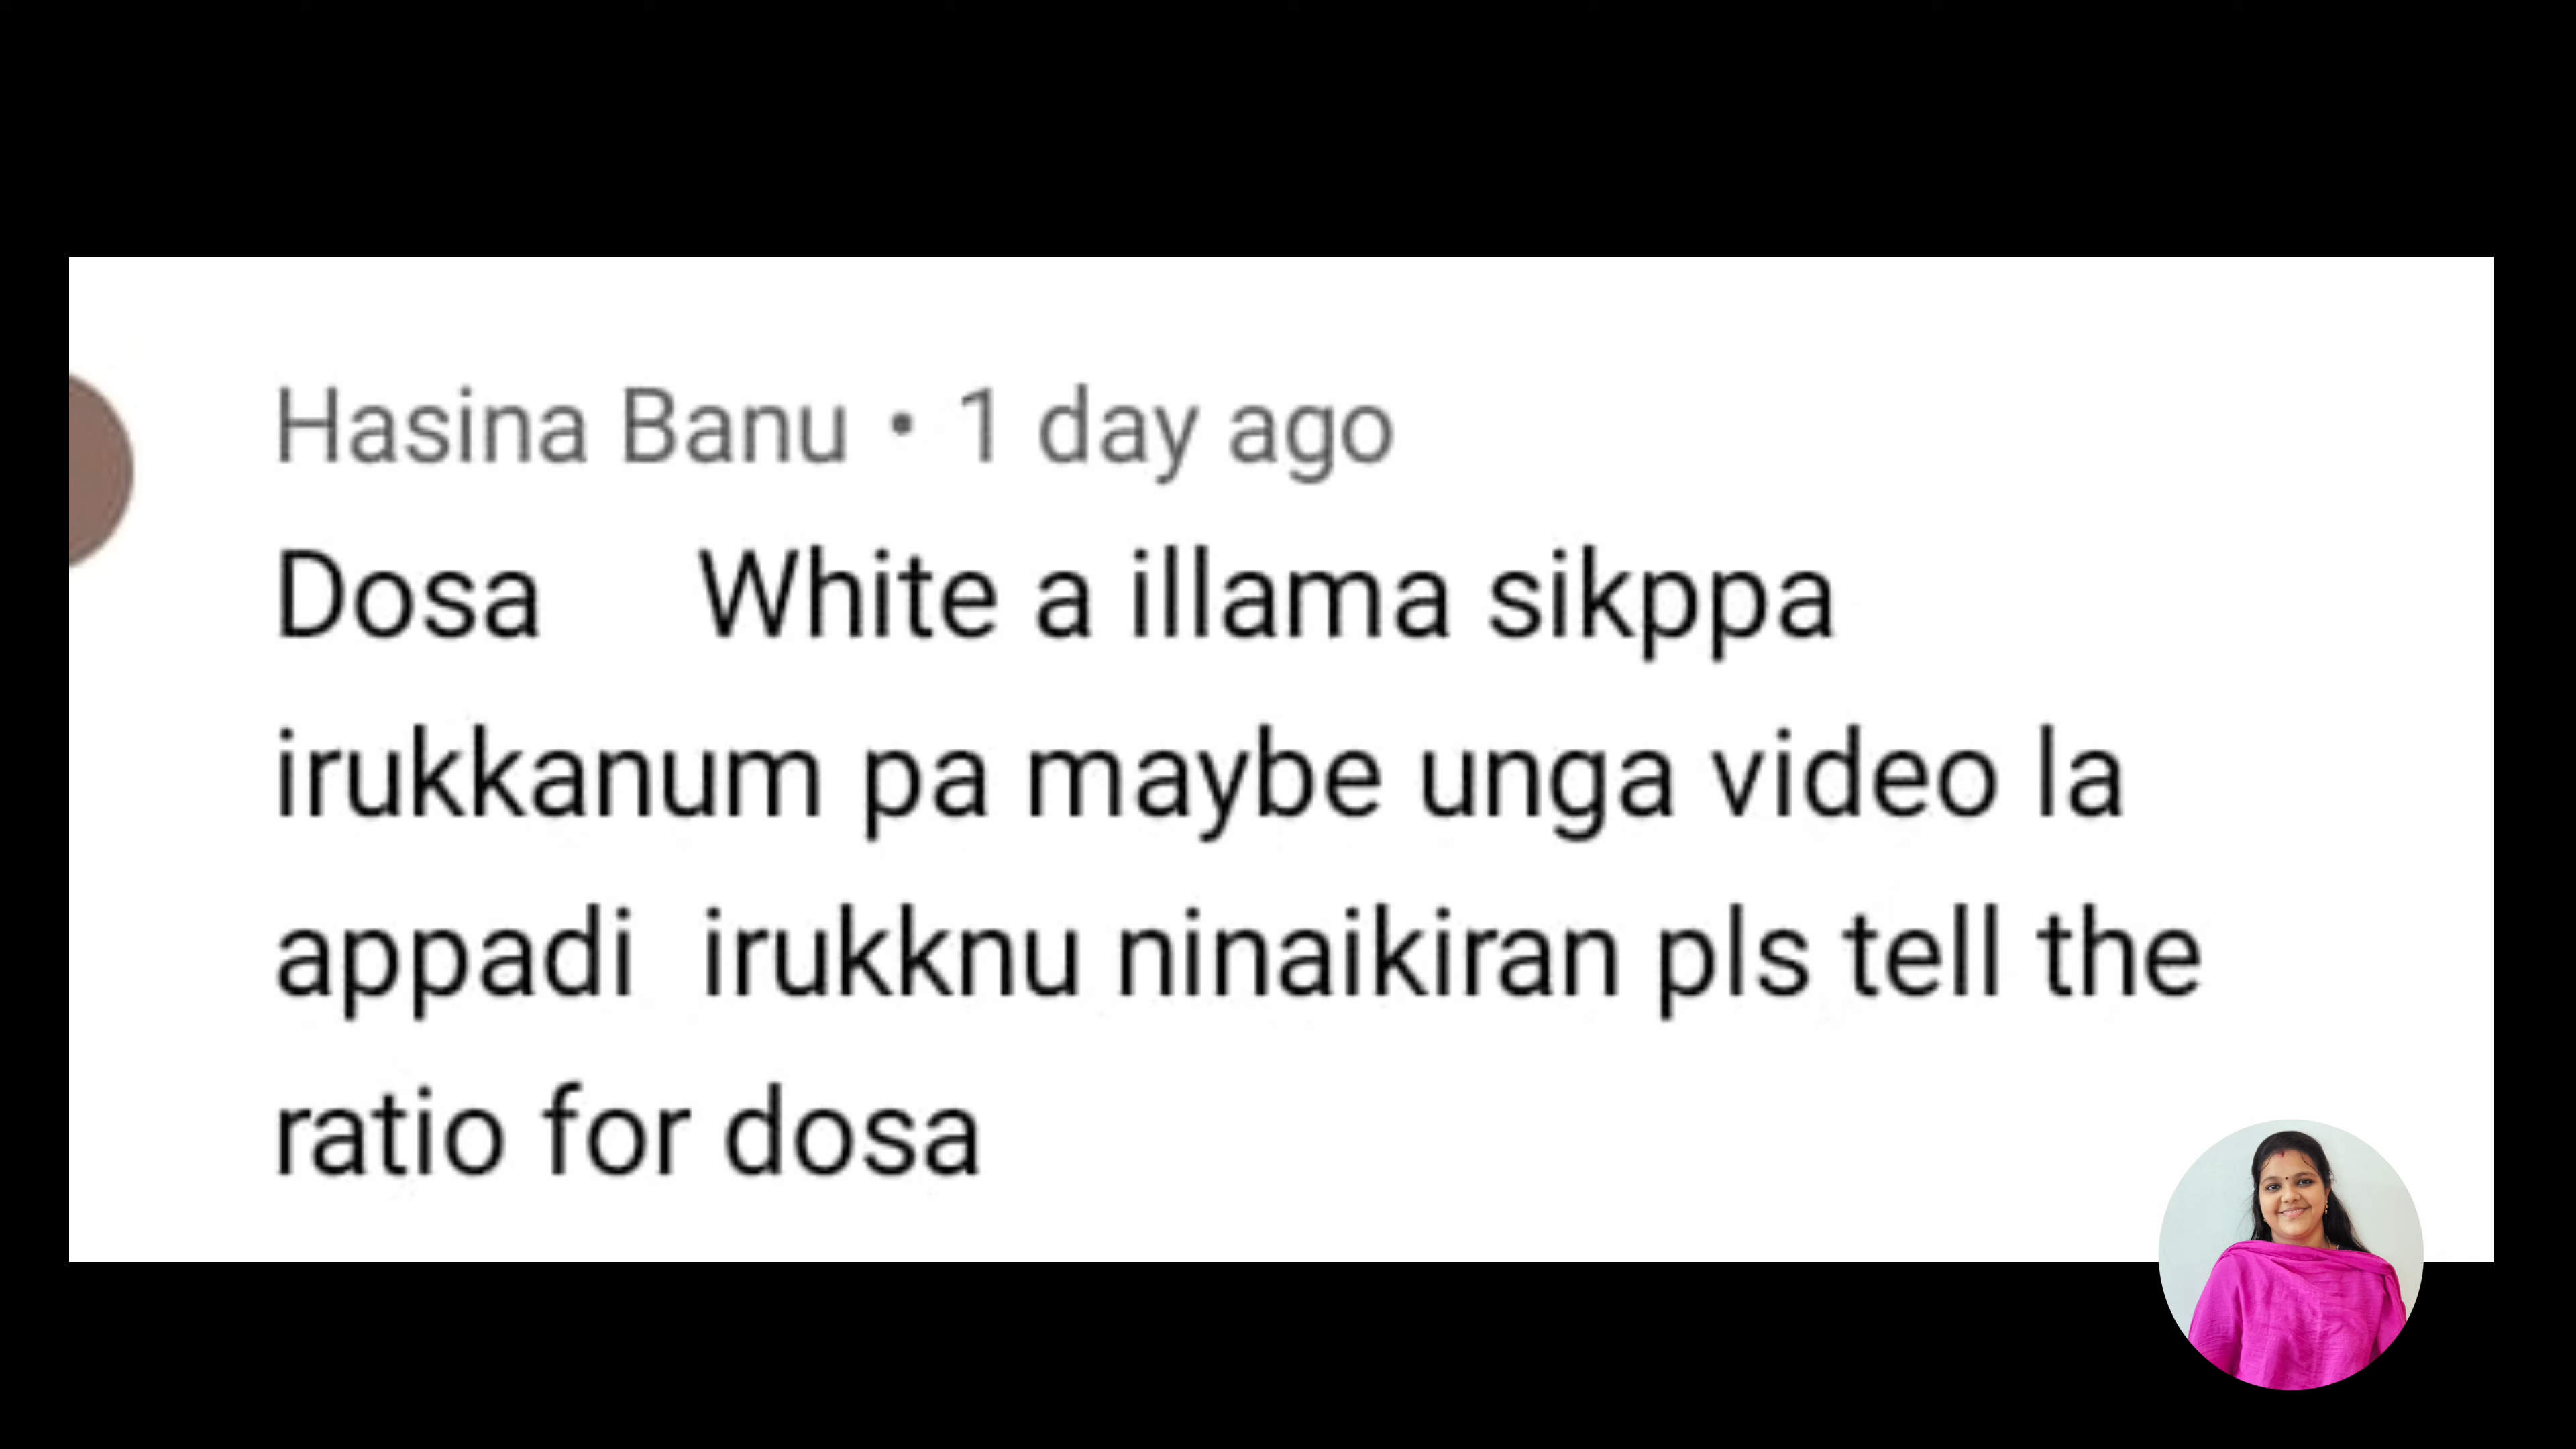 Hasina Banu • 1 day ago
Dosa White a illama sikppa
irukkanum pa maybe unga video la
appadi irukknu ninaikiran pls tell the
ratio for dosa